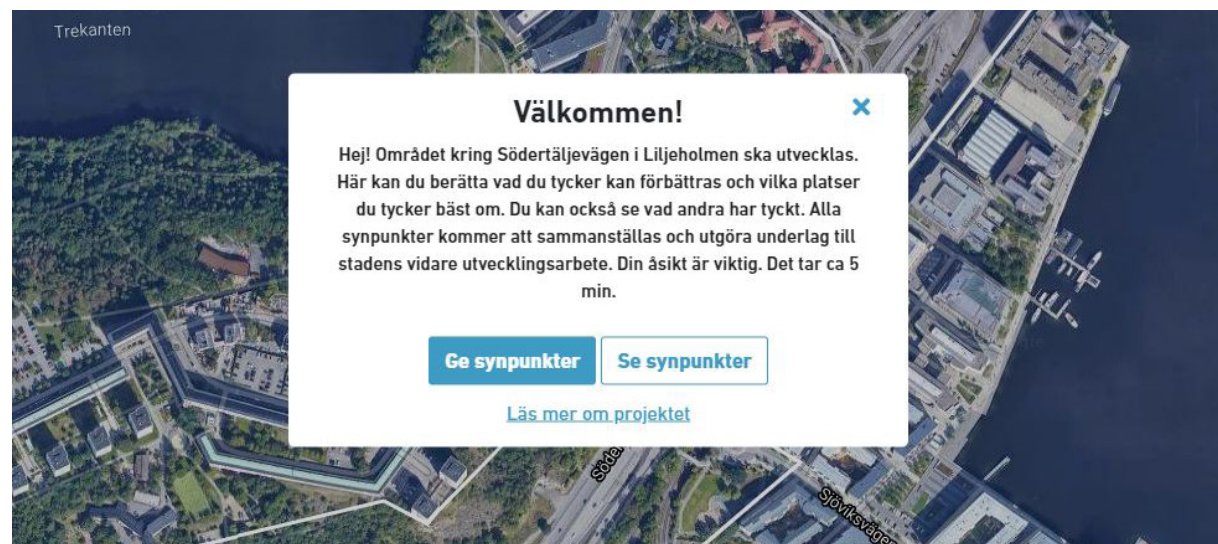 Trekanten
Välkommen!
Hej! Området kring Södertäljevägen i Liljeholmen ska utvecklas.
Här kan du berätta vad du tycker kan förbättras och vilka platser
du tycker bäst om. Du kan också se vad andra har tyckt. Alla
synpunkter kommer att sammanställas och utgöra underlag till
stadens vidare utvecklingsarbete. Din åsikt är viktig. Det tar ca 5
min.
Ge synpunkter
Se synpunkter
Läs mer om projektet
Söder
Sjöviksvägen